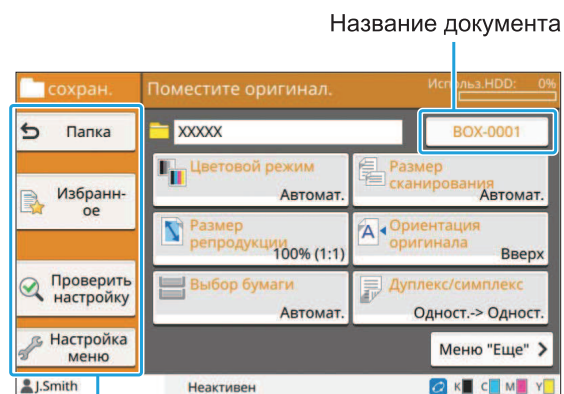 Название документа
сохран.
Поместите оригинал.
Использ.HDD: 0%
Папка
XXXXX
BOX-0001
Избранн-
ое
Цветовой режим
Автомат.
Размер
сканирования
Автомат.
Размер
репродукции
100% (1:1)
Ориентация
оригинала
Вверх
Проверить
настройку
Выбор бумаги
Автомат.
Дуплекс/симплекс
Одност.-> Одност.
Настройка
меню
Меню "Еще"
J.Smith
Неактивен
K C M Y